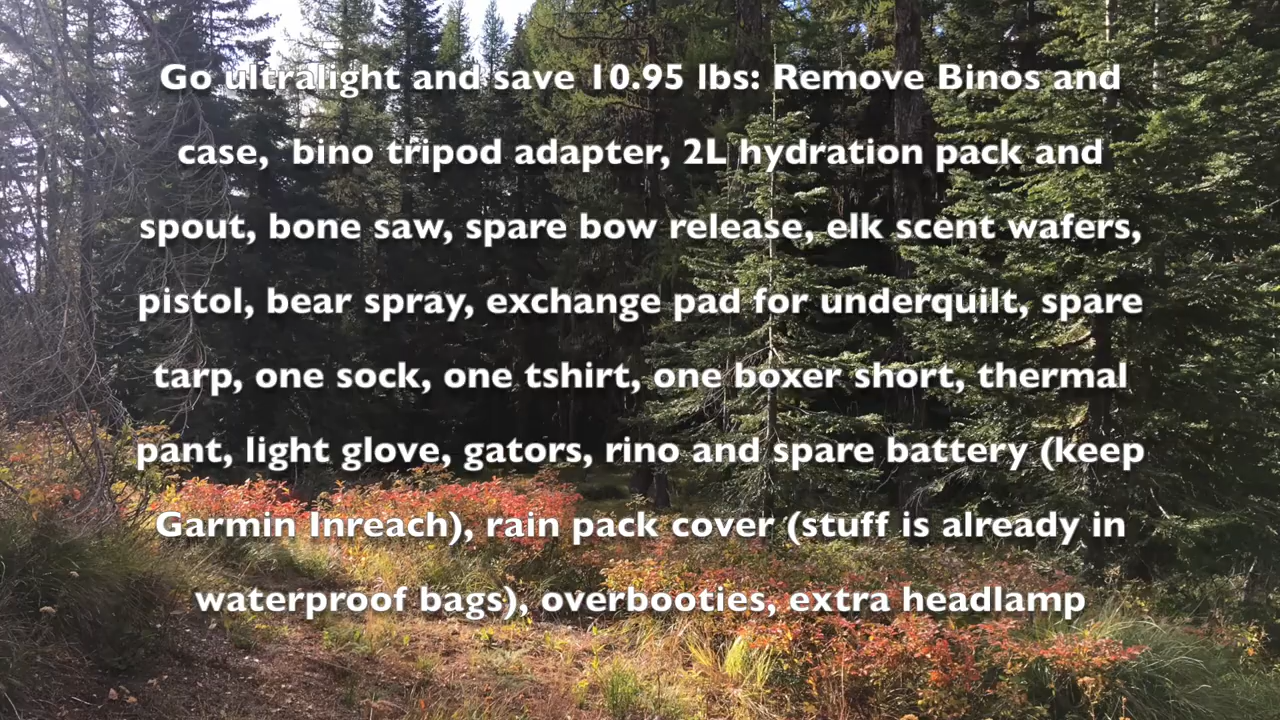 Go ultralight and save 10.95 lbs: Remove Binos and
case,  bino tripod adapter, 2L hydration pack and
spout, bone saw, spare bow release, elk scent wafers,
pistol, bear spray, exchange pad for underquilt, spare
tarp, one sock, one tshirt, one boxer short, thermal
pant, light glove, gators, rino and spare battery (keep
Garmin Inreach), rain pack cover (stuff is already in
waterproof bags), overbooties, extra headlamp